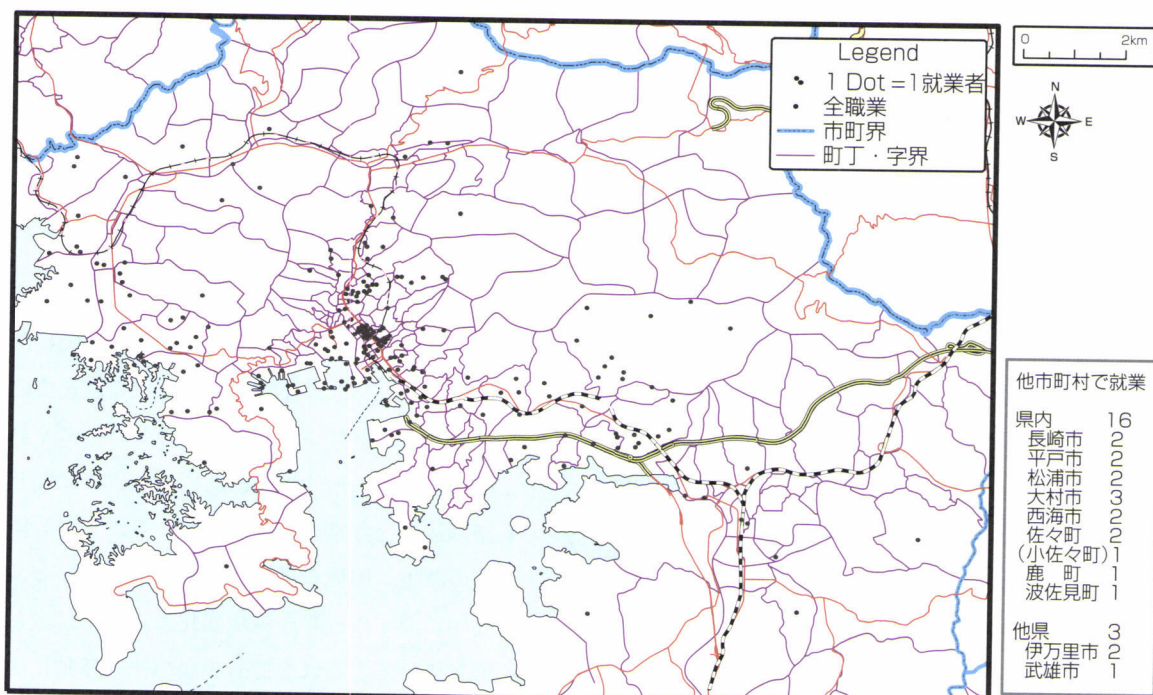 Legend
1 Dot =1就業者
全職業
市町界
町丁・字界
0 2km
N
W E
S
他市町村で就業
県内 16
長崎市 2
平戸市 2
松浦市 2
大村市 3
西海市 2
佐々町 2
(小佐々町)1
鹿 町 1
波佐見町 1
他県 3
伊万里市 2
武雄市 1